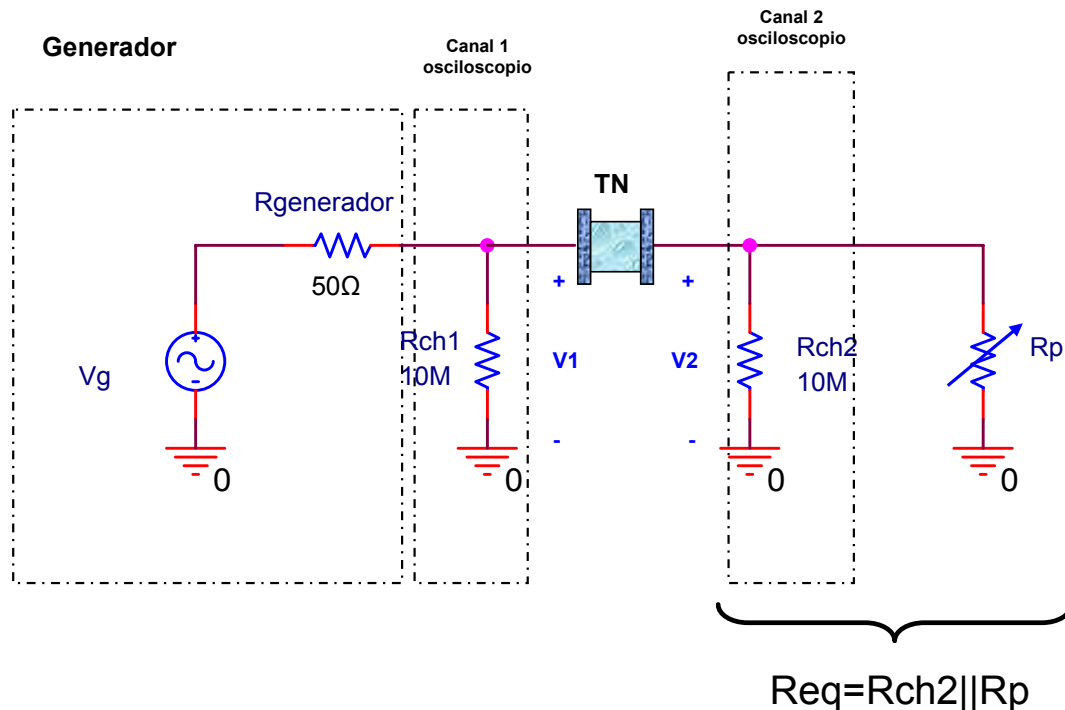 Generador
Canal 1
osciloscopio
Canal 2
osciloscopio
TN
Rgenerador
50Ω
Vg
+
-
Rch1
10M
+
V1
-
+
V2
-
Rch2
10M
Rp
0
0
0
0
Req=Rch2||Rp